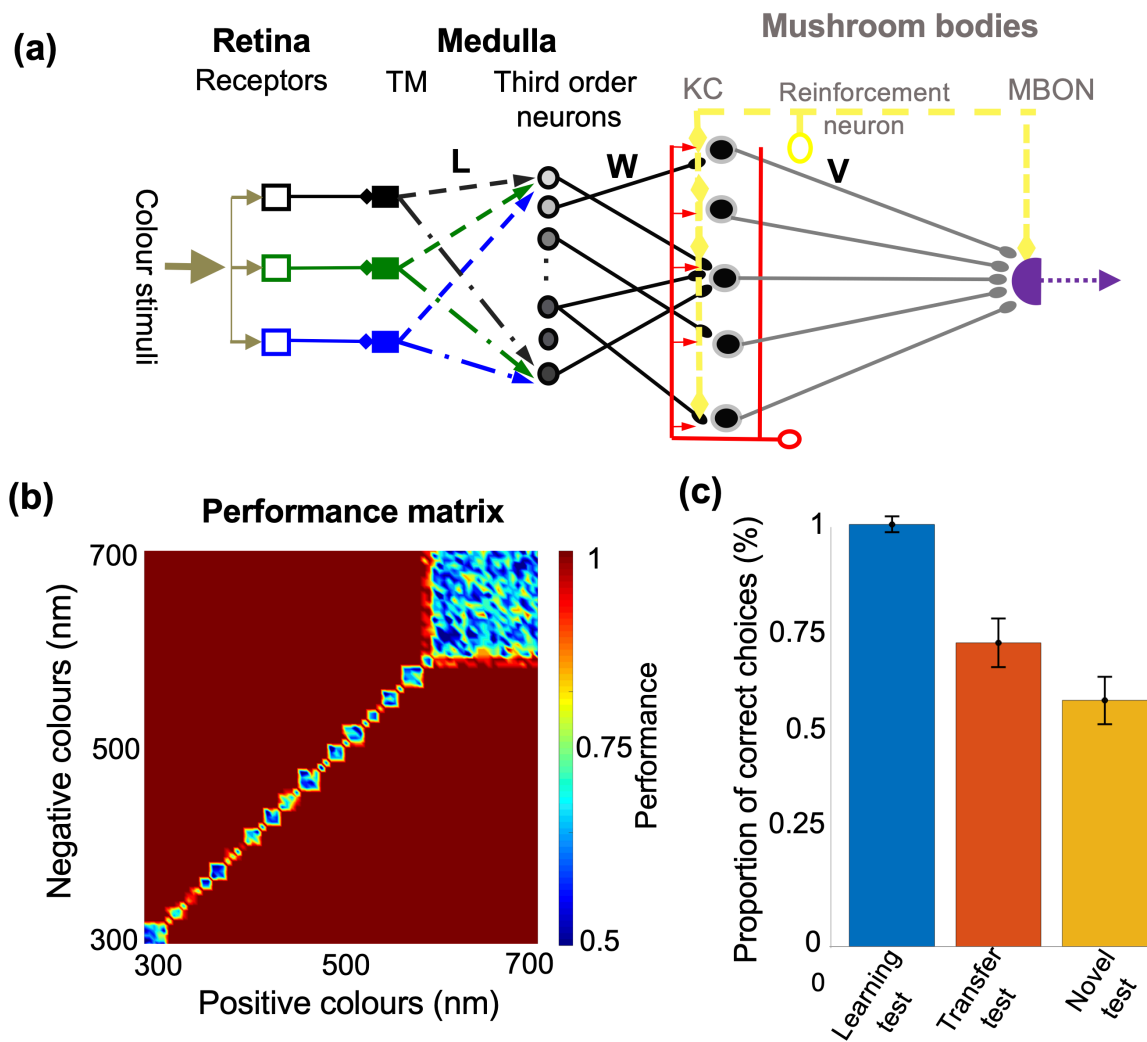 (a)
Retina
Receptors
Medulla
TM
Third order
neurons
Mushroom bodies
KC
Reinforcement
neuron
MBON
L
W
V
Colour stimuli
(b)
Performance matrix
Negative colours (nm)
700
500
300
300
500
700
Positive colours (nm)
1
0.75
0.5
Performance
(c)
Proportion of correct choices (%)
1
0.75
0.5
0.25
0
0
Learning
test
Transfer
test
Novel
test